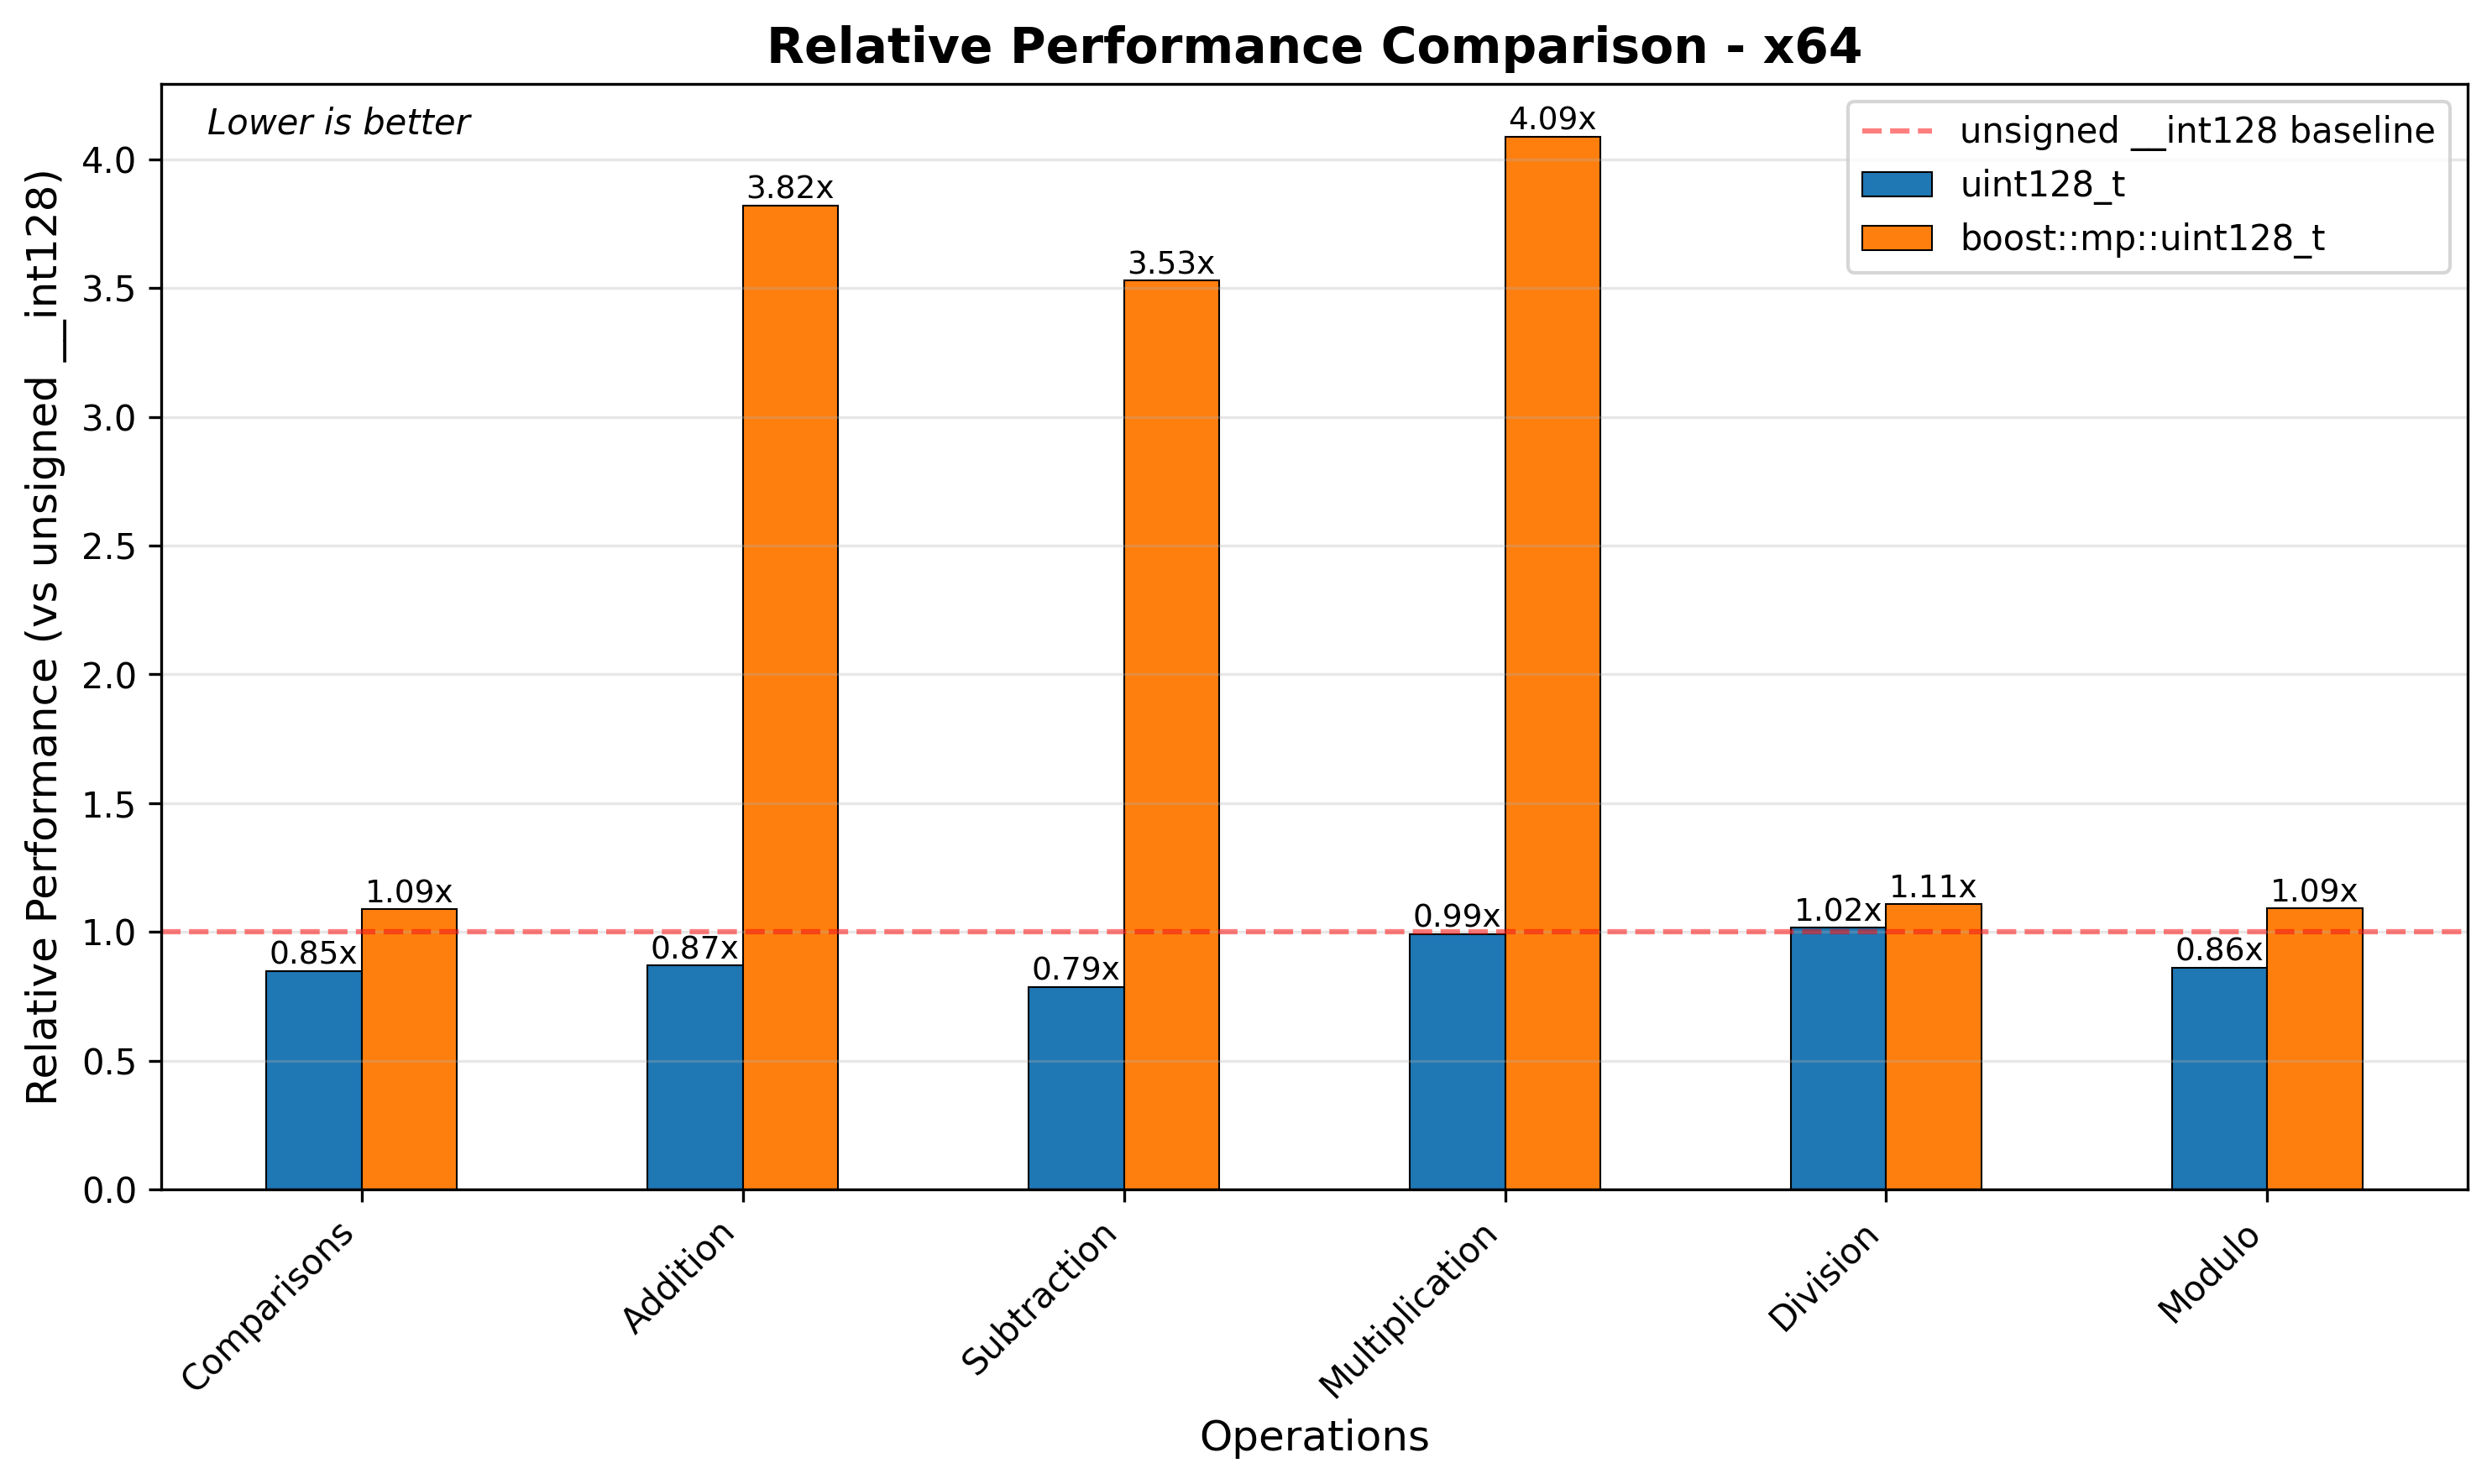 Relative Performance Comparison - x64
Lower is better
unsigned __int128 baseline
uint128_t
boost::mp::uint128_t
Relative Performance (vs unsigned __int128)
4.0
3.5
3.0
2.5
2.0
1.5
1.0
0.5
0.0
0.85x
1.09x
0.87x
3.82x
0.79x
3.53x
0.99x
4.09x
1.02x
1.11x
0.86x
1.09x
Comparisons
Addition
Subtraction
Multiplication
Division
Modulo
Operations